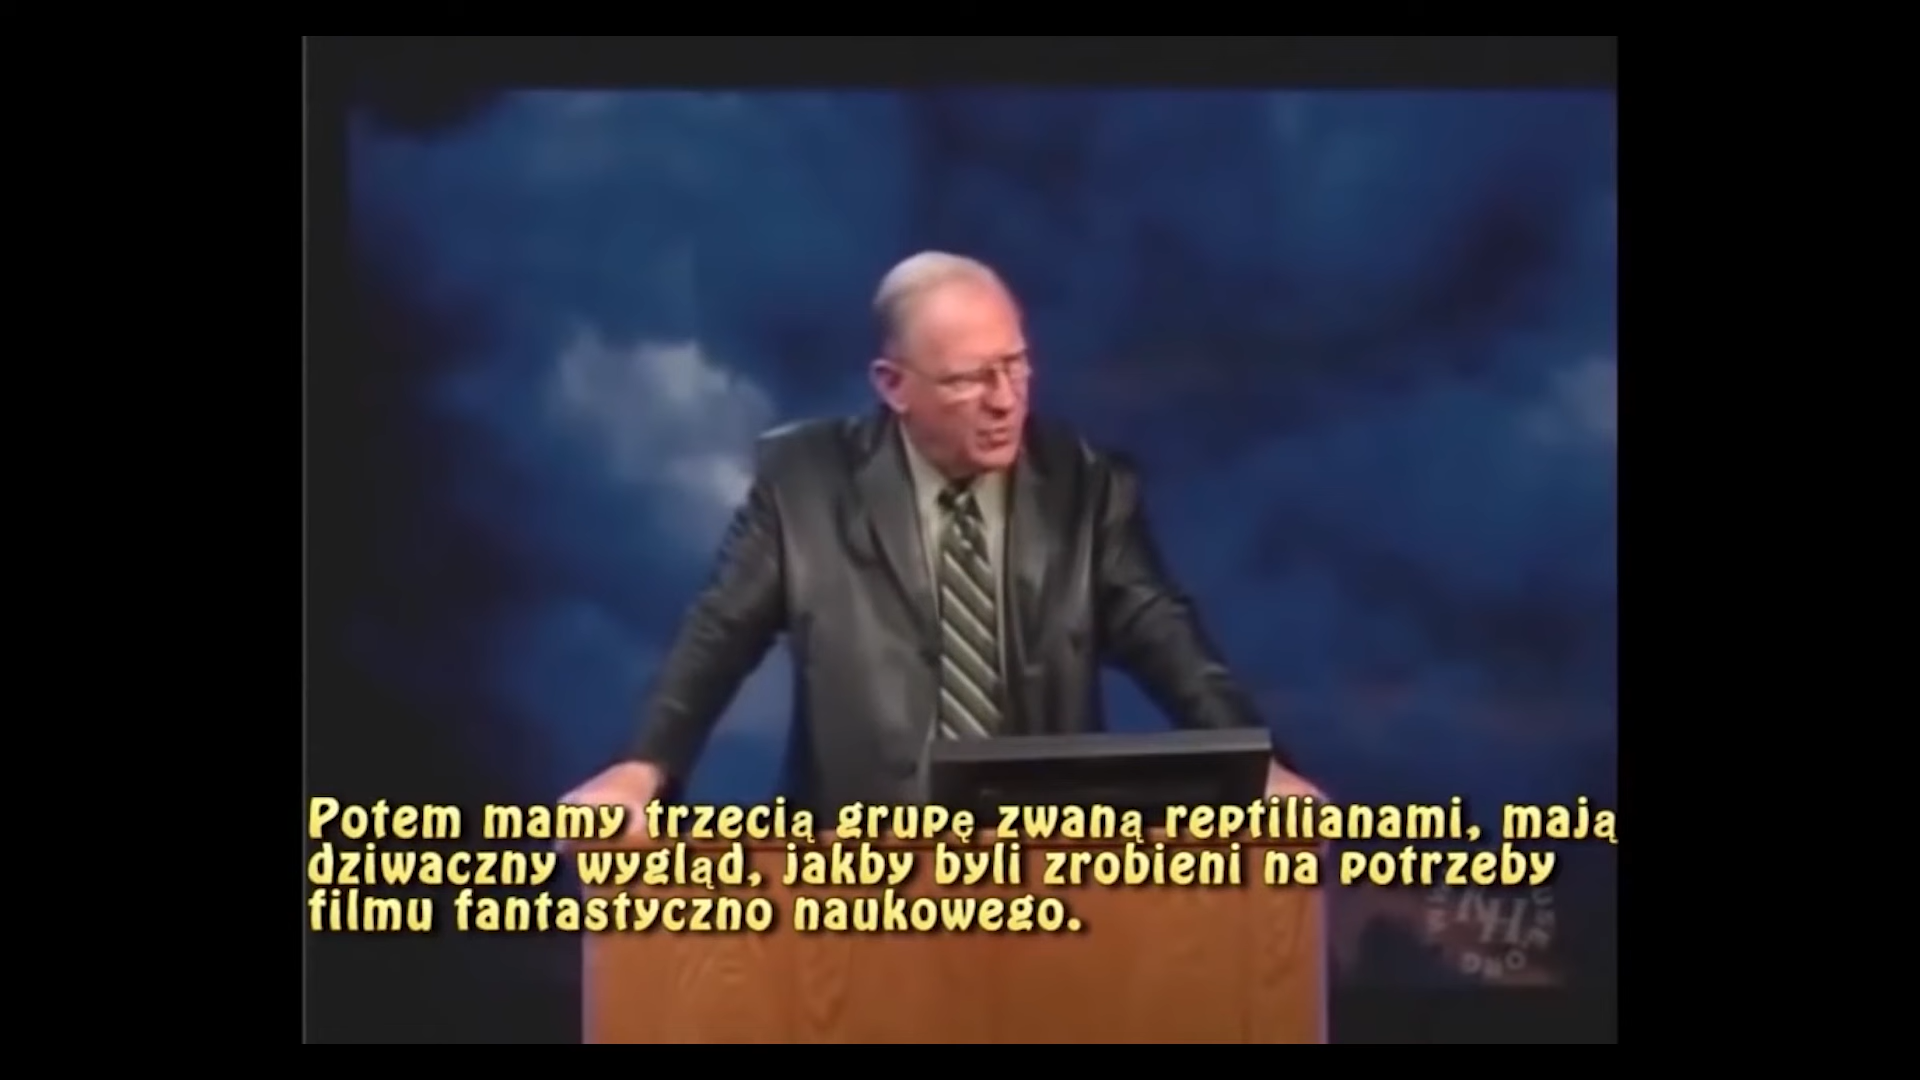 Potem mamy trzecią grupę zwaną reptilianami, mają
dziwaczny wygląd, jakby byli zrobieni na potrzeby
filmu fantastyczno naukowego.